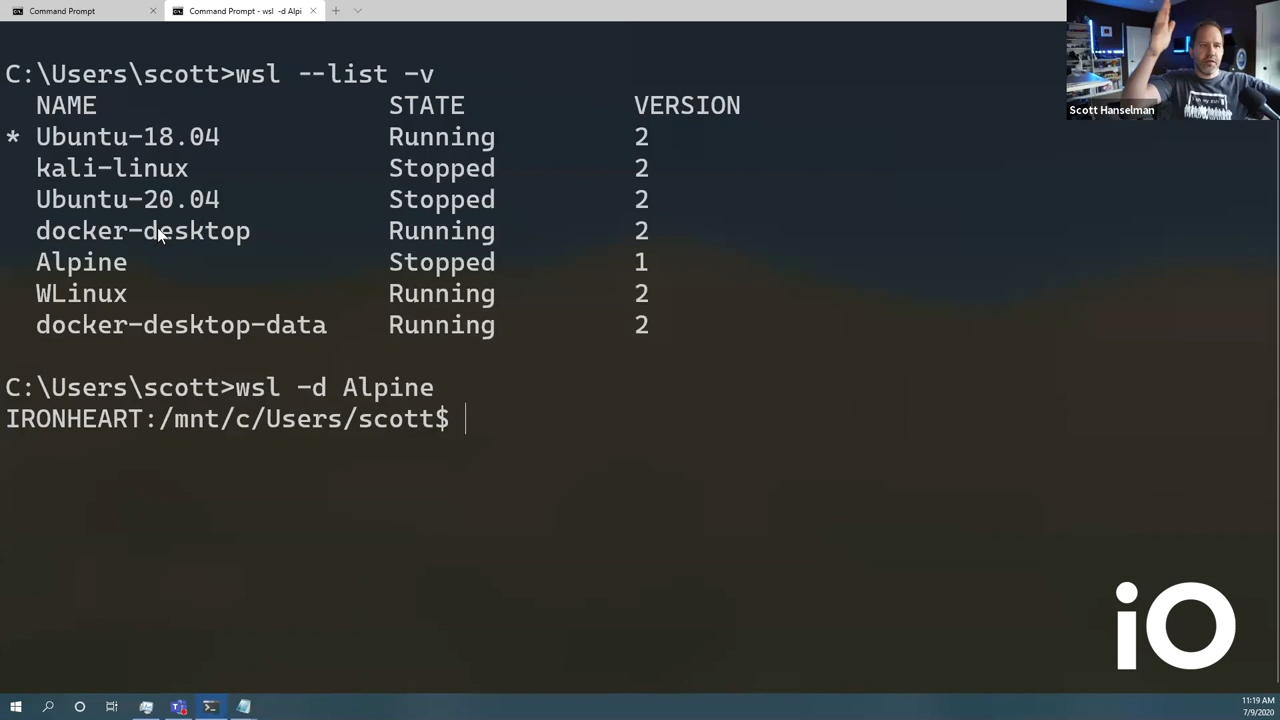 Command Prompt
Command Prompt - wsl -d Alpi
Scott Hanselman
C:\Users\scott>wsl --list -v
NAME STATE VERSION
* Ubuntu-18.04 Running 2
kali-linux Stopped 2
Ubuntu-20.04 Stopped 2
docker-desktop Running 2
Alpine Stopped 1
WLinux Running 2
docker-desktop-data Running 2
C:\Users\scott>wsl -d Alpine
IRONHEART:/mnt/c/Users/scott$
iO
11:19 AM
7/9/2020